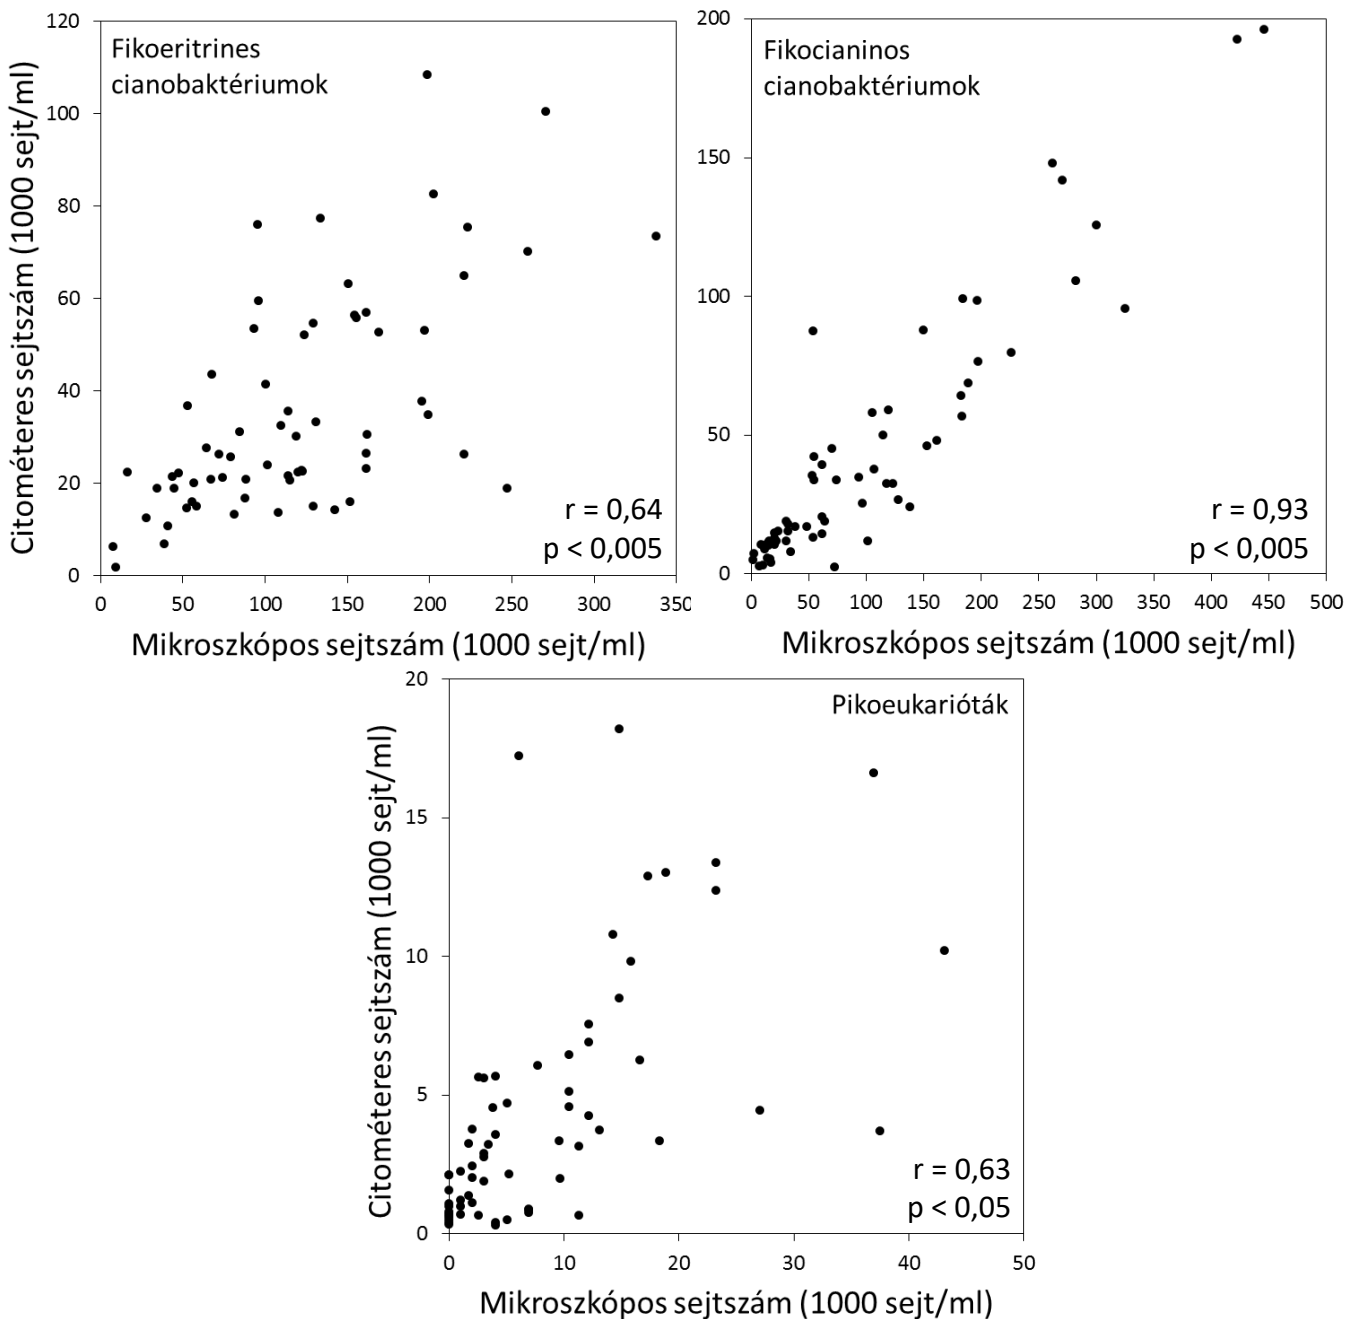 Fikoeritrines
cianobaktériumok
Citométeres sejtszám (1000 sejt/ml)
120
100
80
60
40
20
0
r = 0,64
p < 0,005
0 50 100 150 200 250 300 350
Mikroszkópos sejtszám (1000 sejt/ml)
Fikocianinos
cianobaktériumok
200
150
100
50
0
r = 0,93
p < 0,005
0 50 100 150 200 250 300 350 400 450 500
Mikroszkópos sejtszám (1000 sejt/ml)
Pikoeukarióták
Citométeres sejtszám (1000 sejt/ml)
20
15
10
5
0
r = 0,63
p < 0,05
0 10 20 30 40 50
Mikroszkópos sejtszám (1000 sejt/ml)